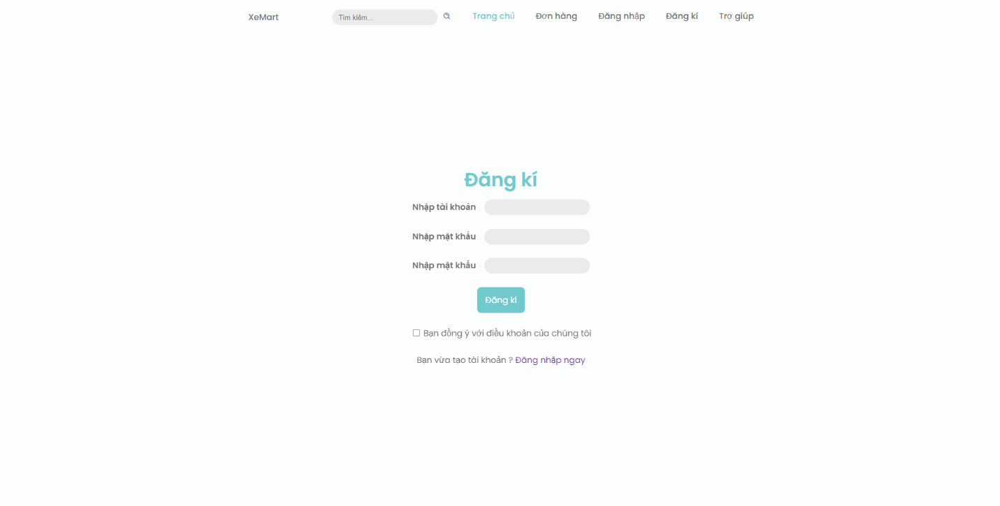 XeMart
Tìm kiếm...
Trang chủ
Đơn hàng
Đăng nhập
Đăng kí
Trợ giúp
Đăng kí
Nhập tài khoản
Nhập mật khẩu
Nhập mật khẩu
Đăng kí
Bạn đồng ý với điều khoản của chúng tôi
Bạn vừa tạo tài khoản ? Đăng nhập ngay